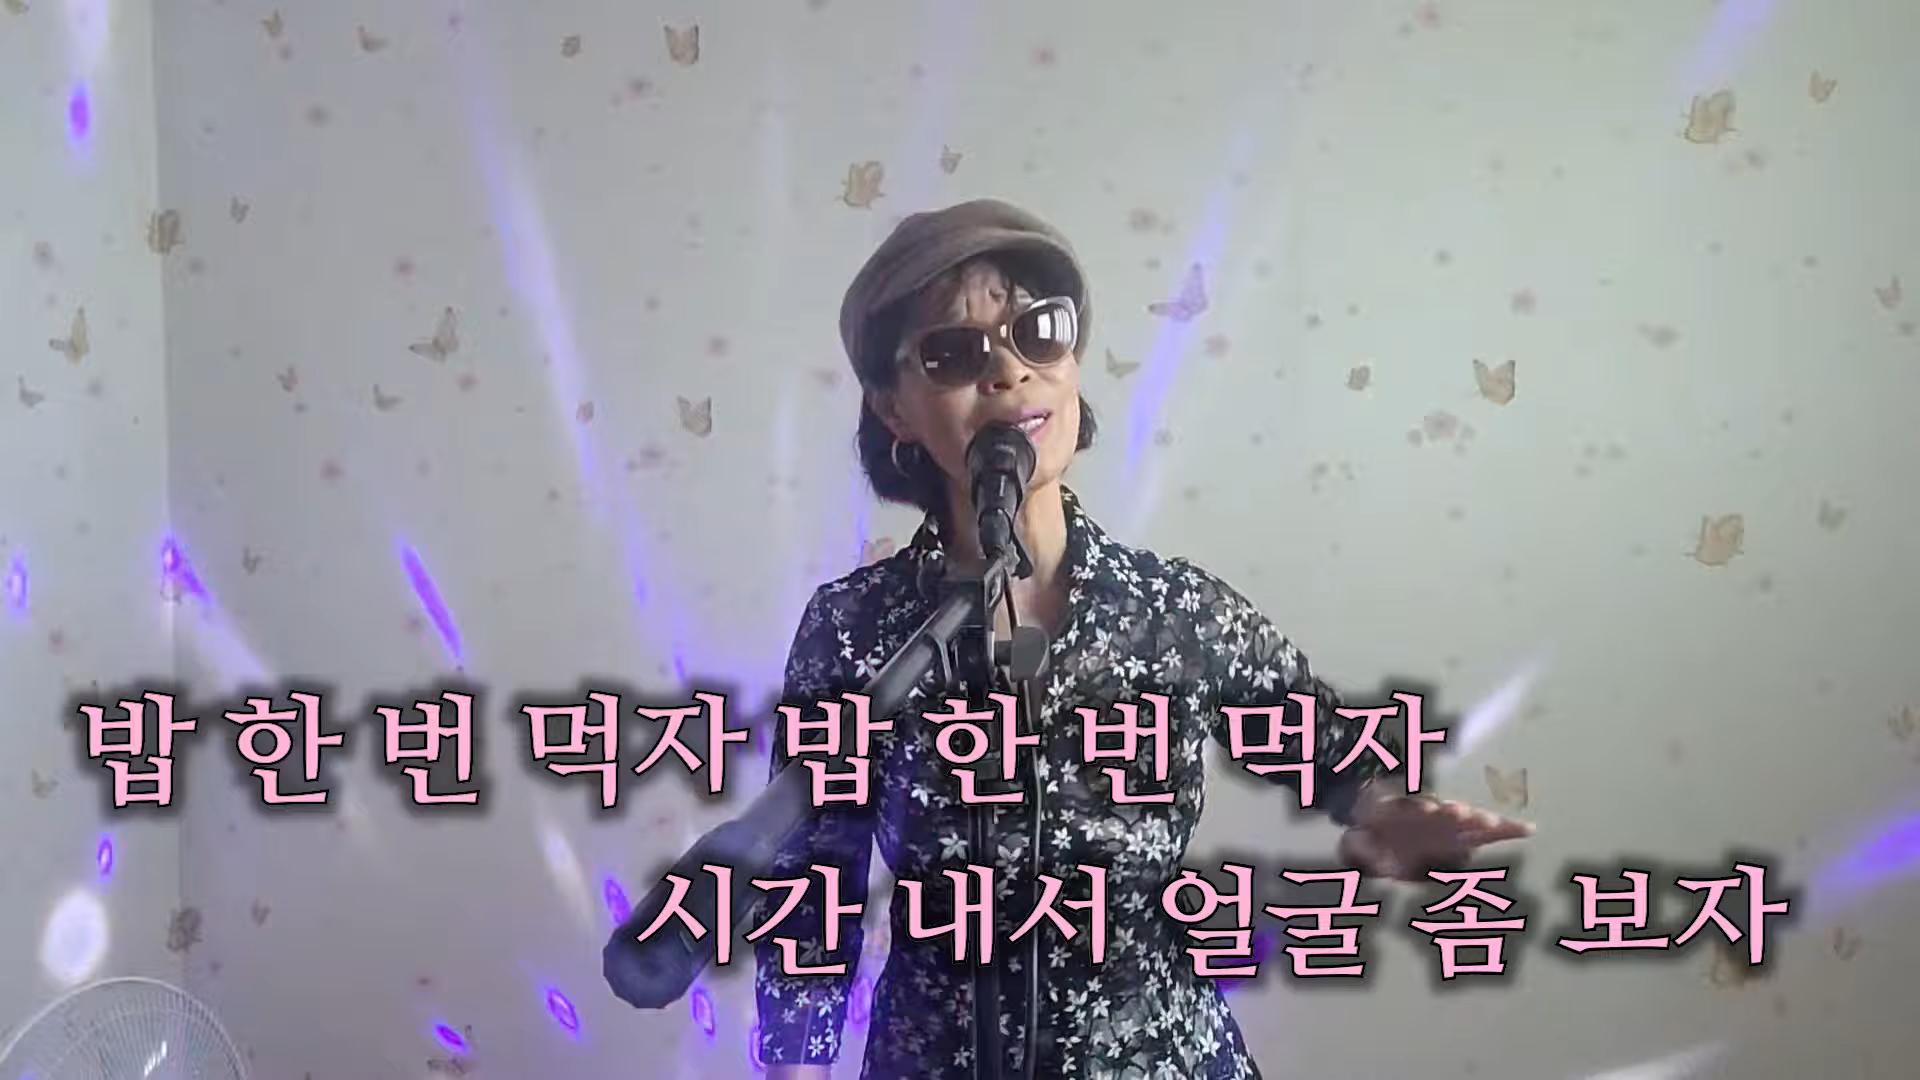 밥 한 번 먹자 밥 한 번 먹자
시간 내서 얼굴 좀 보자